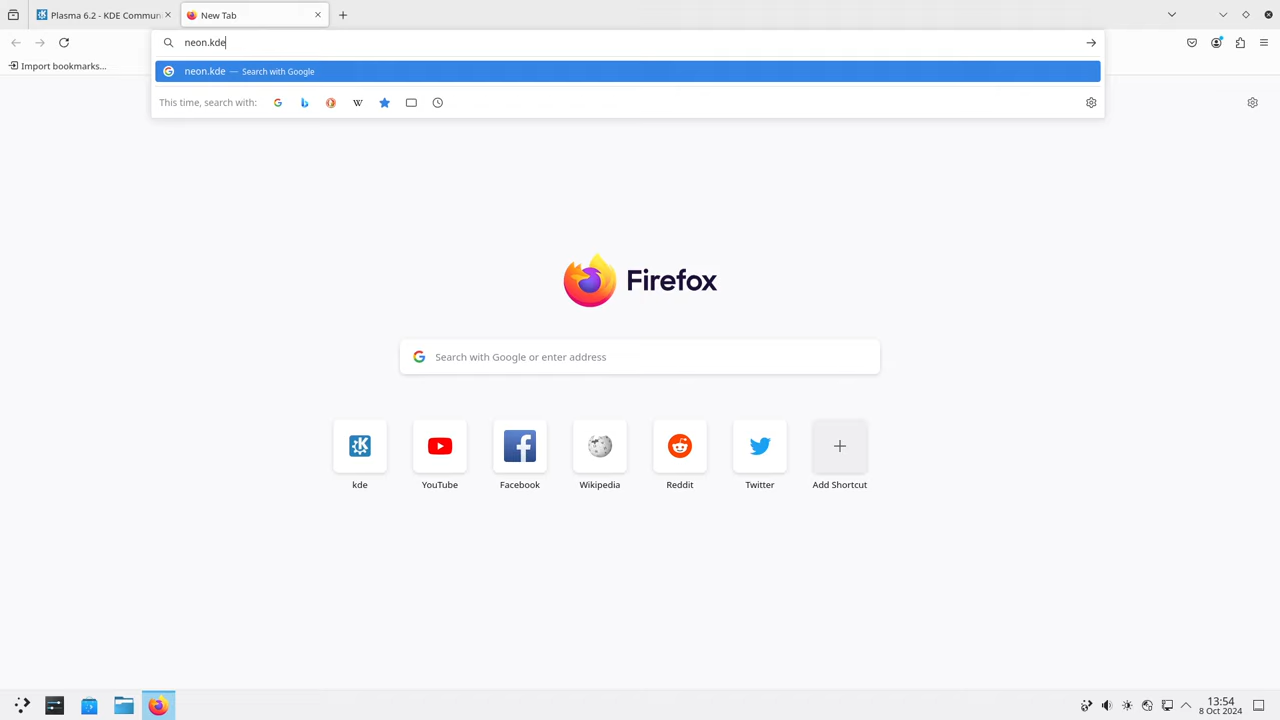 Plasma 6.2 - KDE Commun
New Tab
neon.kde
Import bookmarks...
neon.kde — Search with Google
This time, search with:
Firefox
Search with Google or enter address
kde
YouTube
Facebook
Wikipedia
Reddit
Twitter
Add Shortcut
13:54
8 Oct 2024